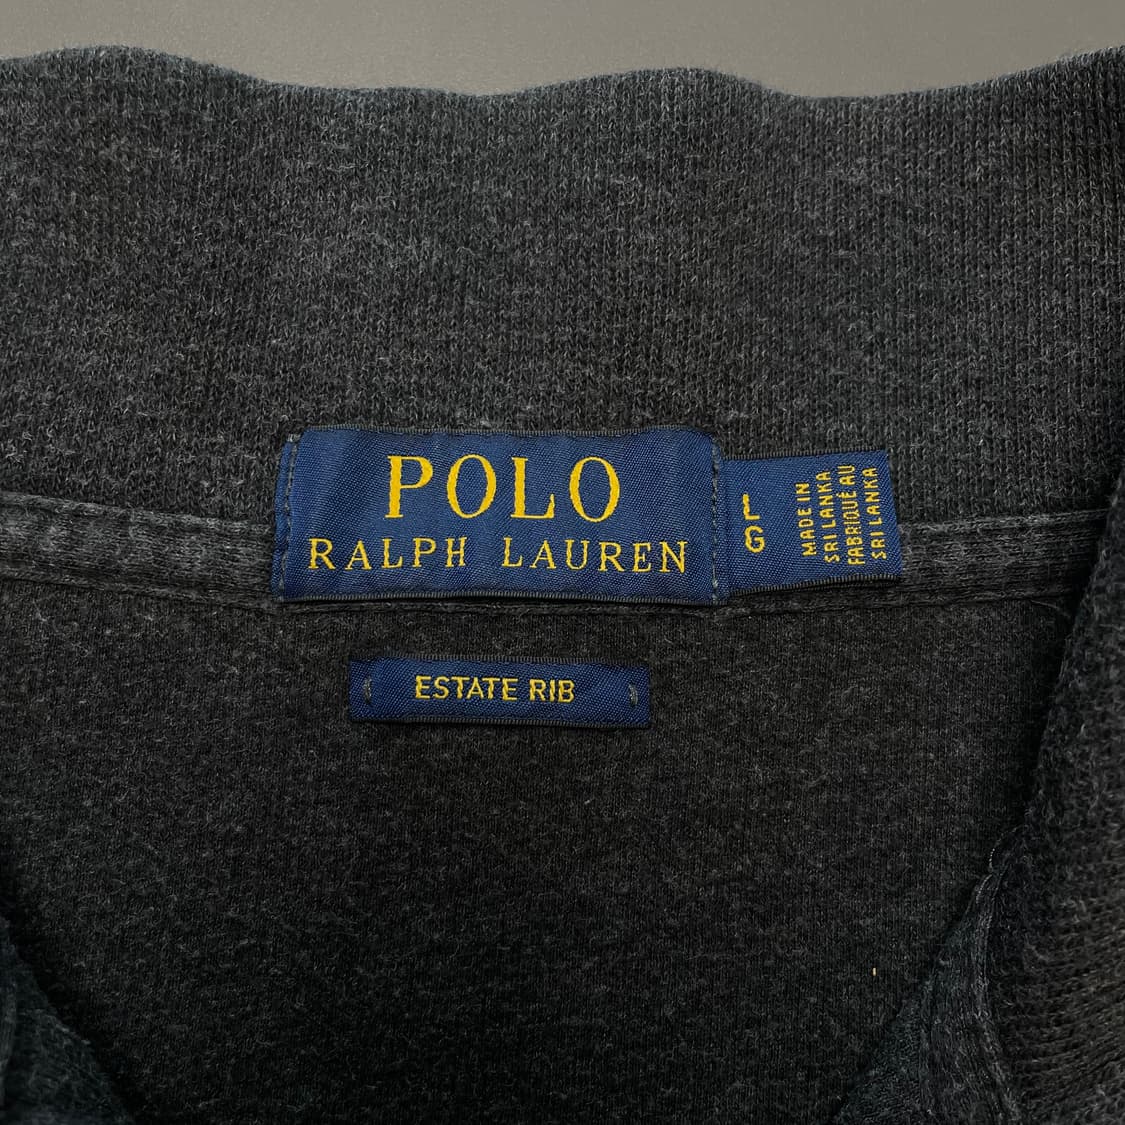 POLO
RALPH LAUREN
L
G
MADE IN
SRI LANKA
FABRIQUÉ AU
SRI LANKA
ESTATE RIB